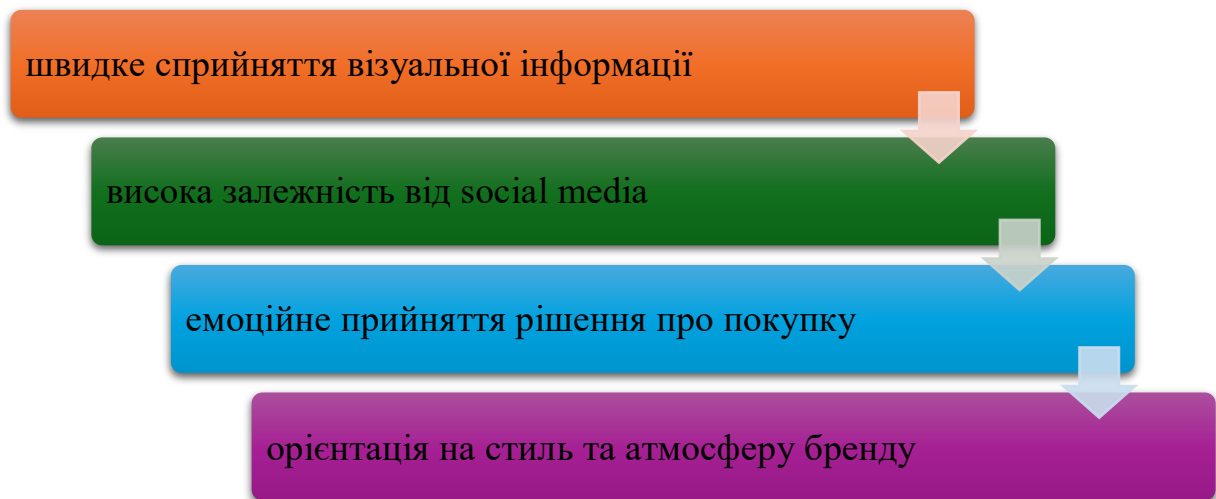 швидке сприйняття візуальної інформації
висока залежність від social media
емоційне прийняття рішення про покупку
орієнтація на стиль та атмосферу бренду